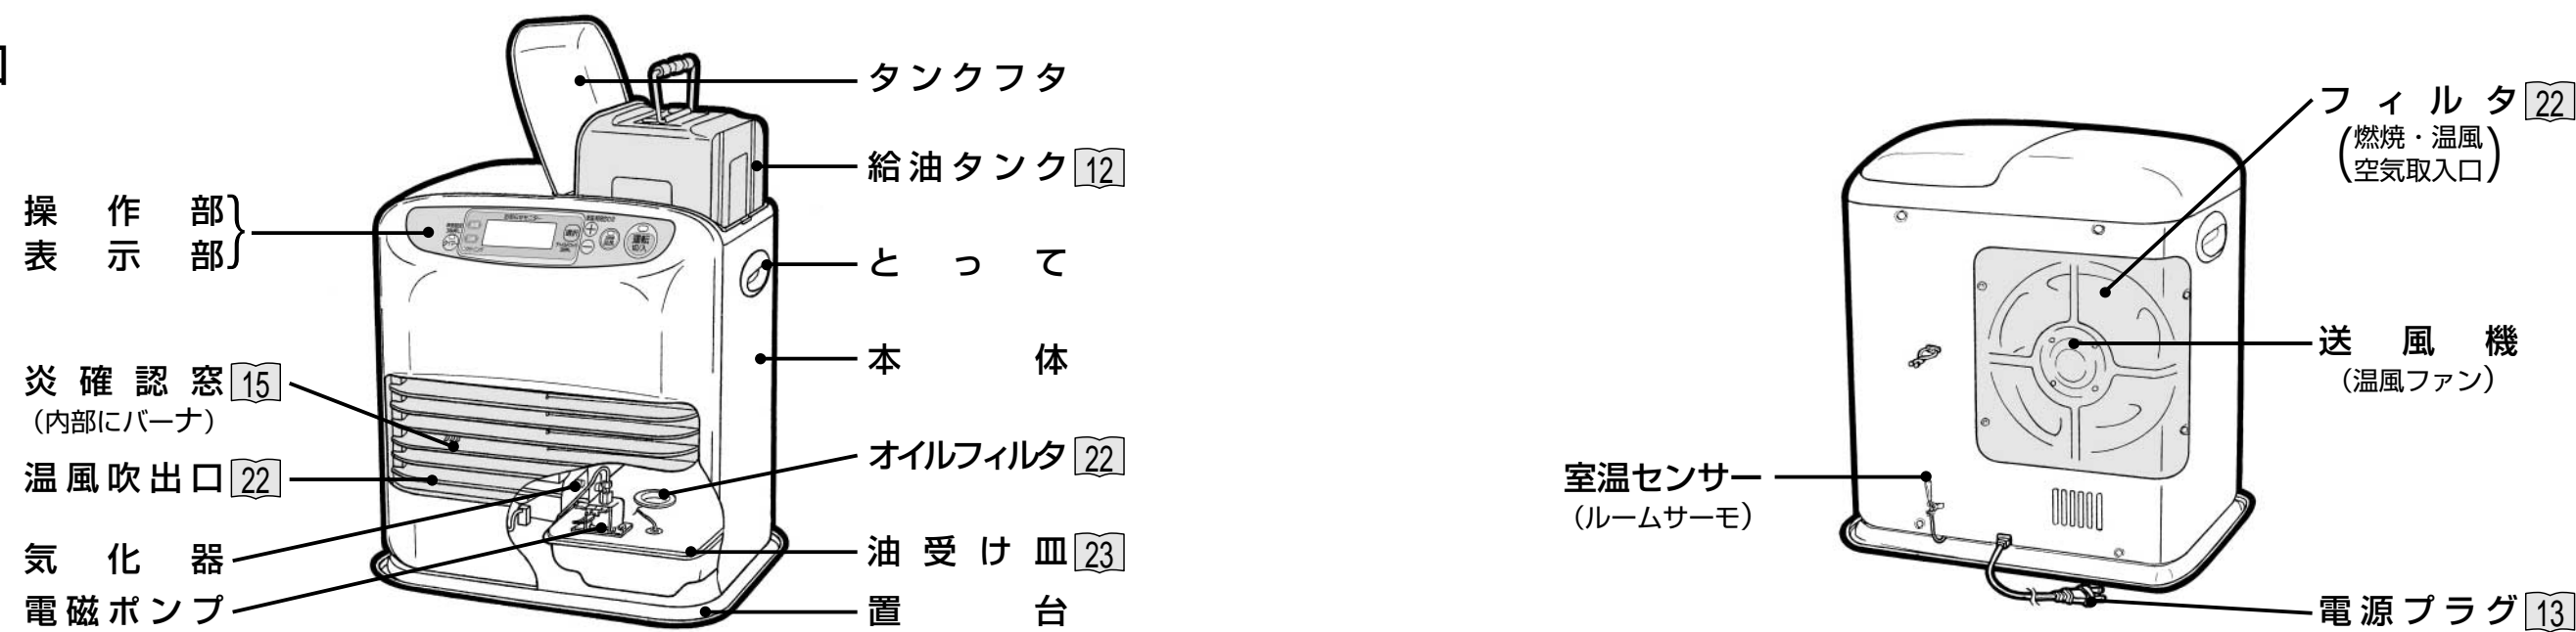 タンクフタ
給油タンク 12
とって
本体
オイルフィルタ 22
油受け皿 23
置台
操作部
表示部
炎確認窓 15
(内部にバーナ)
温風吹出口 22
気化器
電磁ポンプ
運転
切/入
フィルタ 22
(燃焼・温風
空気取入口)
送風機
(温風ファン)
室温センサー
(ルームサーモ)
電源プラグ 13